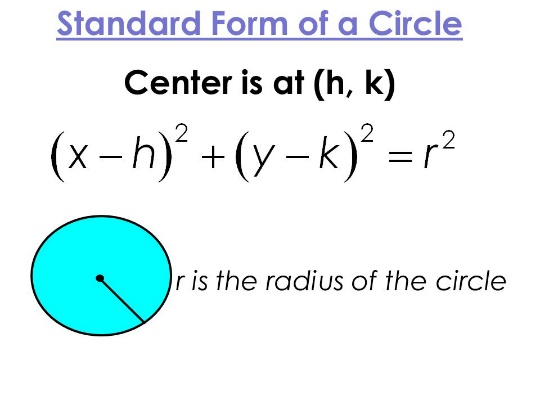 Standard Form of a Circle
Center is at (h, k)
(x − h)² + (y − k)² = r²
r is the radius of the circle